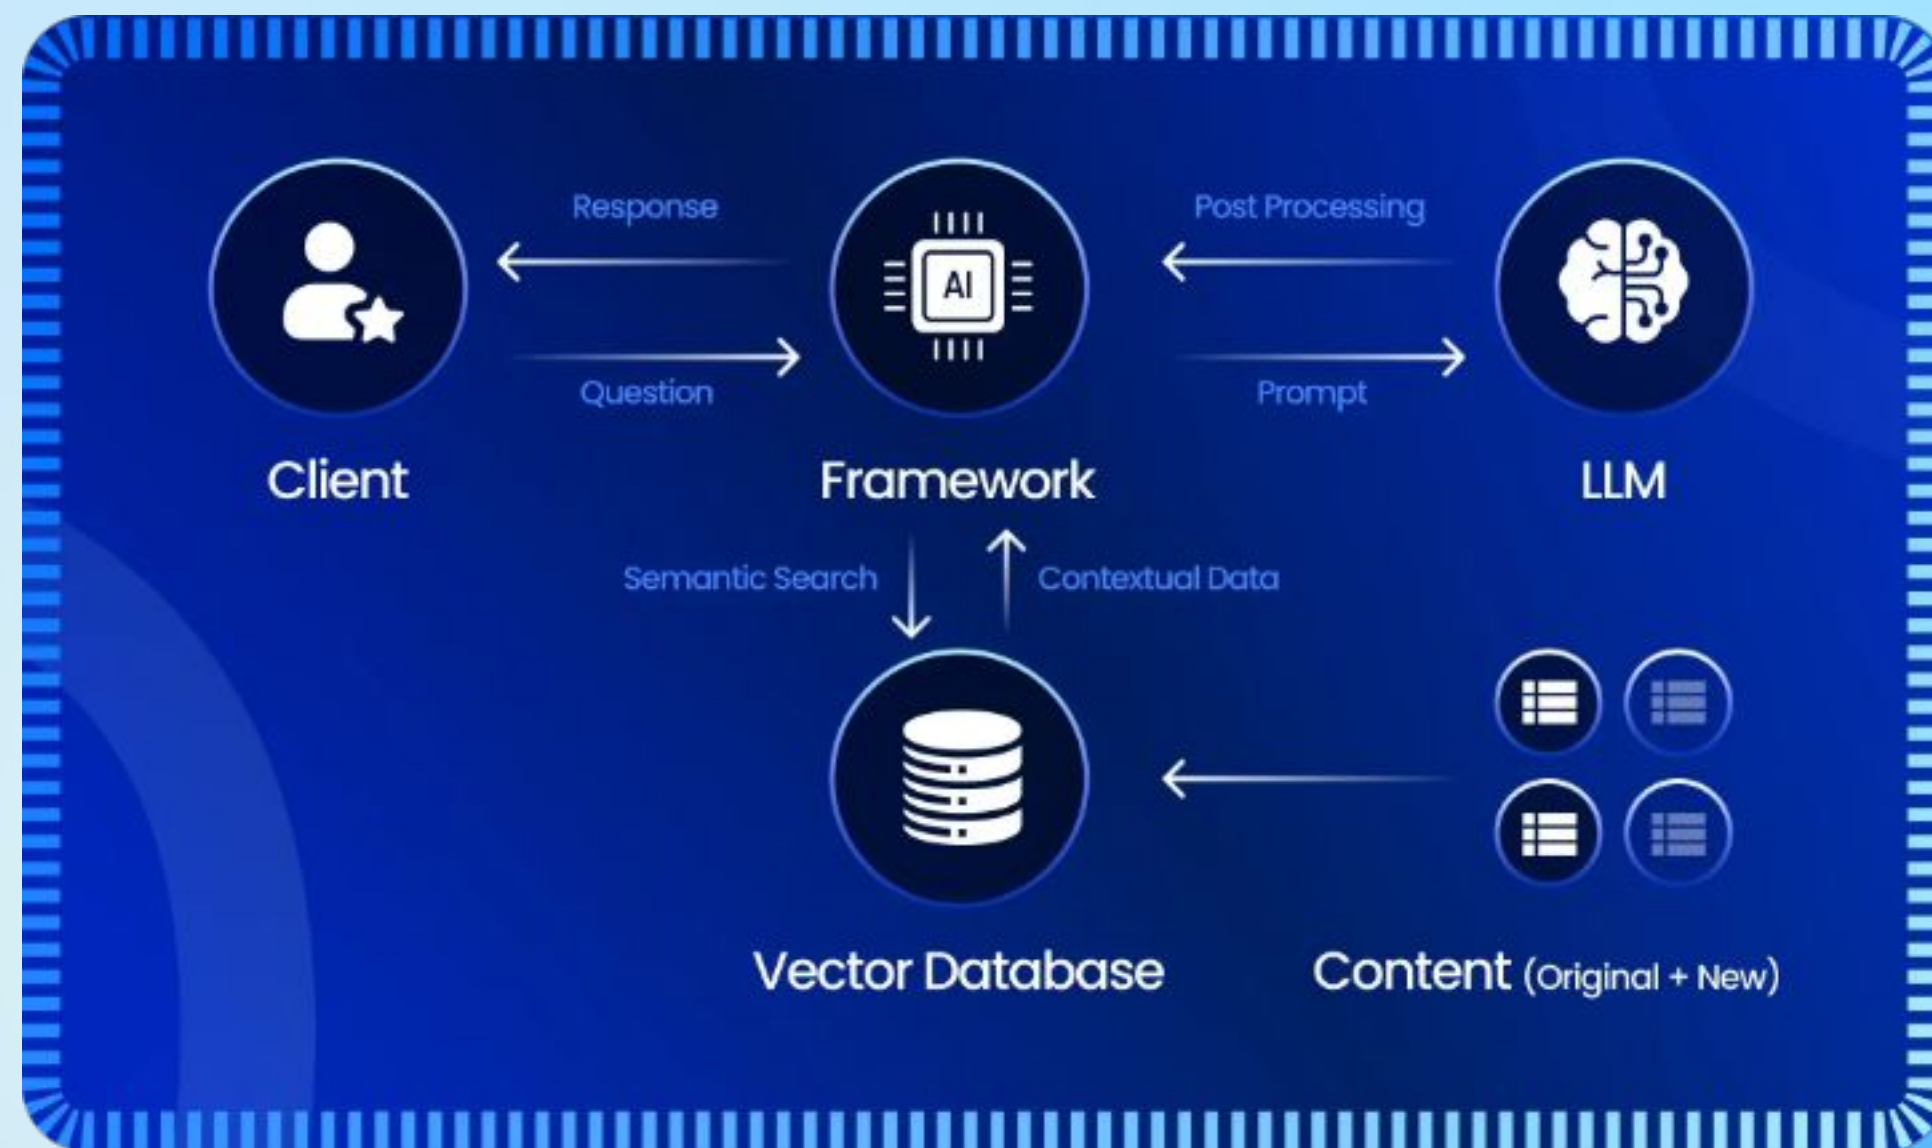 Response
Post Processing
AI
Question
Prompt
Client
Framework
LLM
Semantic Search
Contextual Data
Vector Database
Content (Original + New)